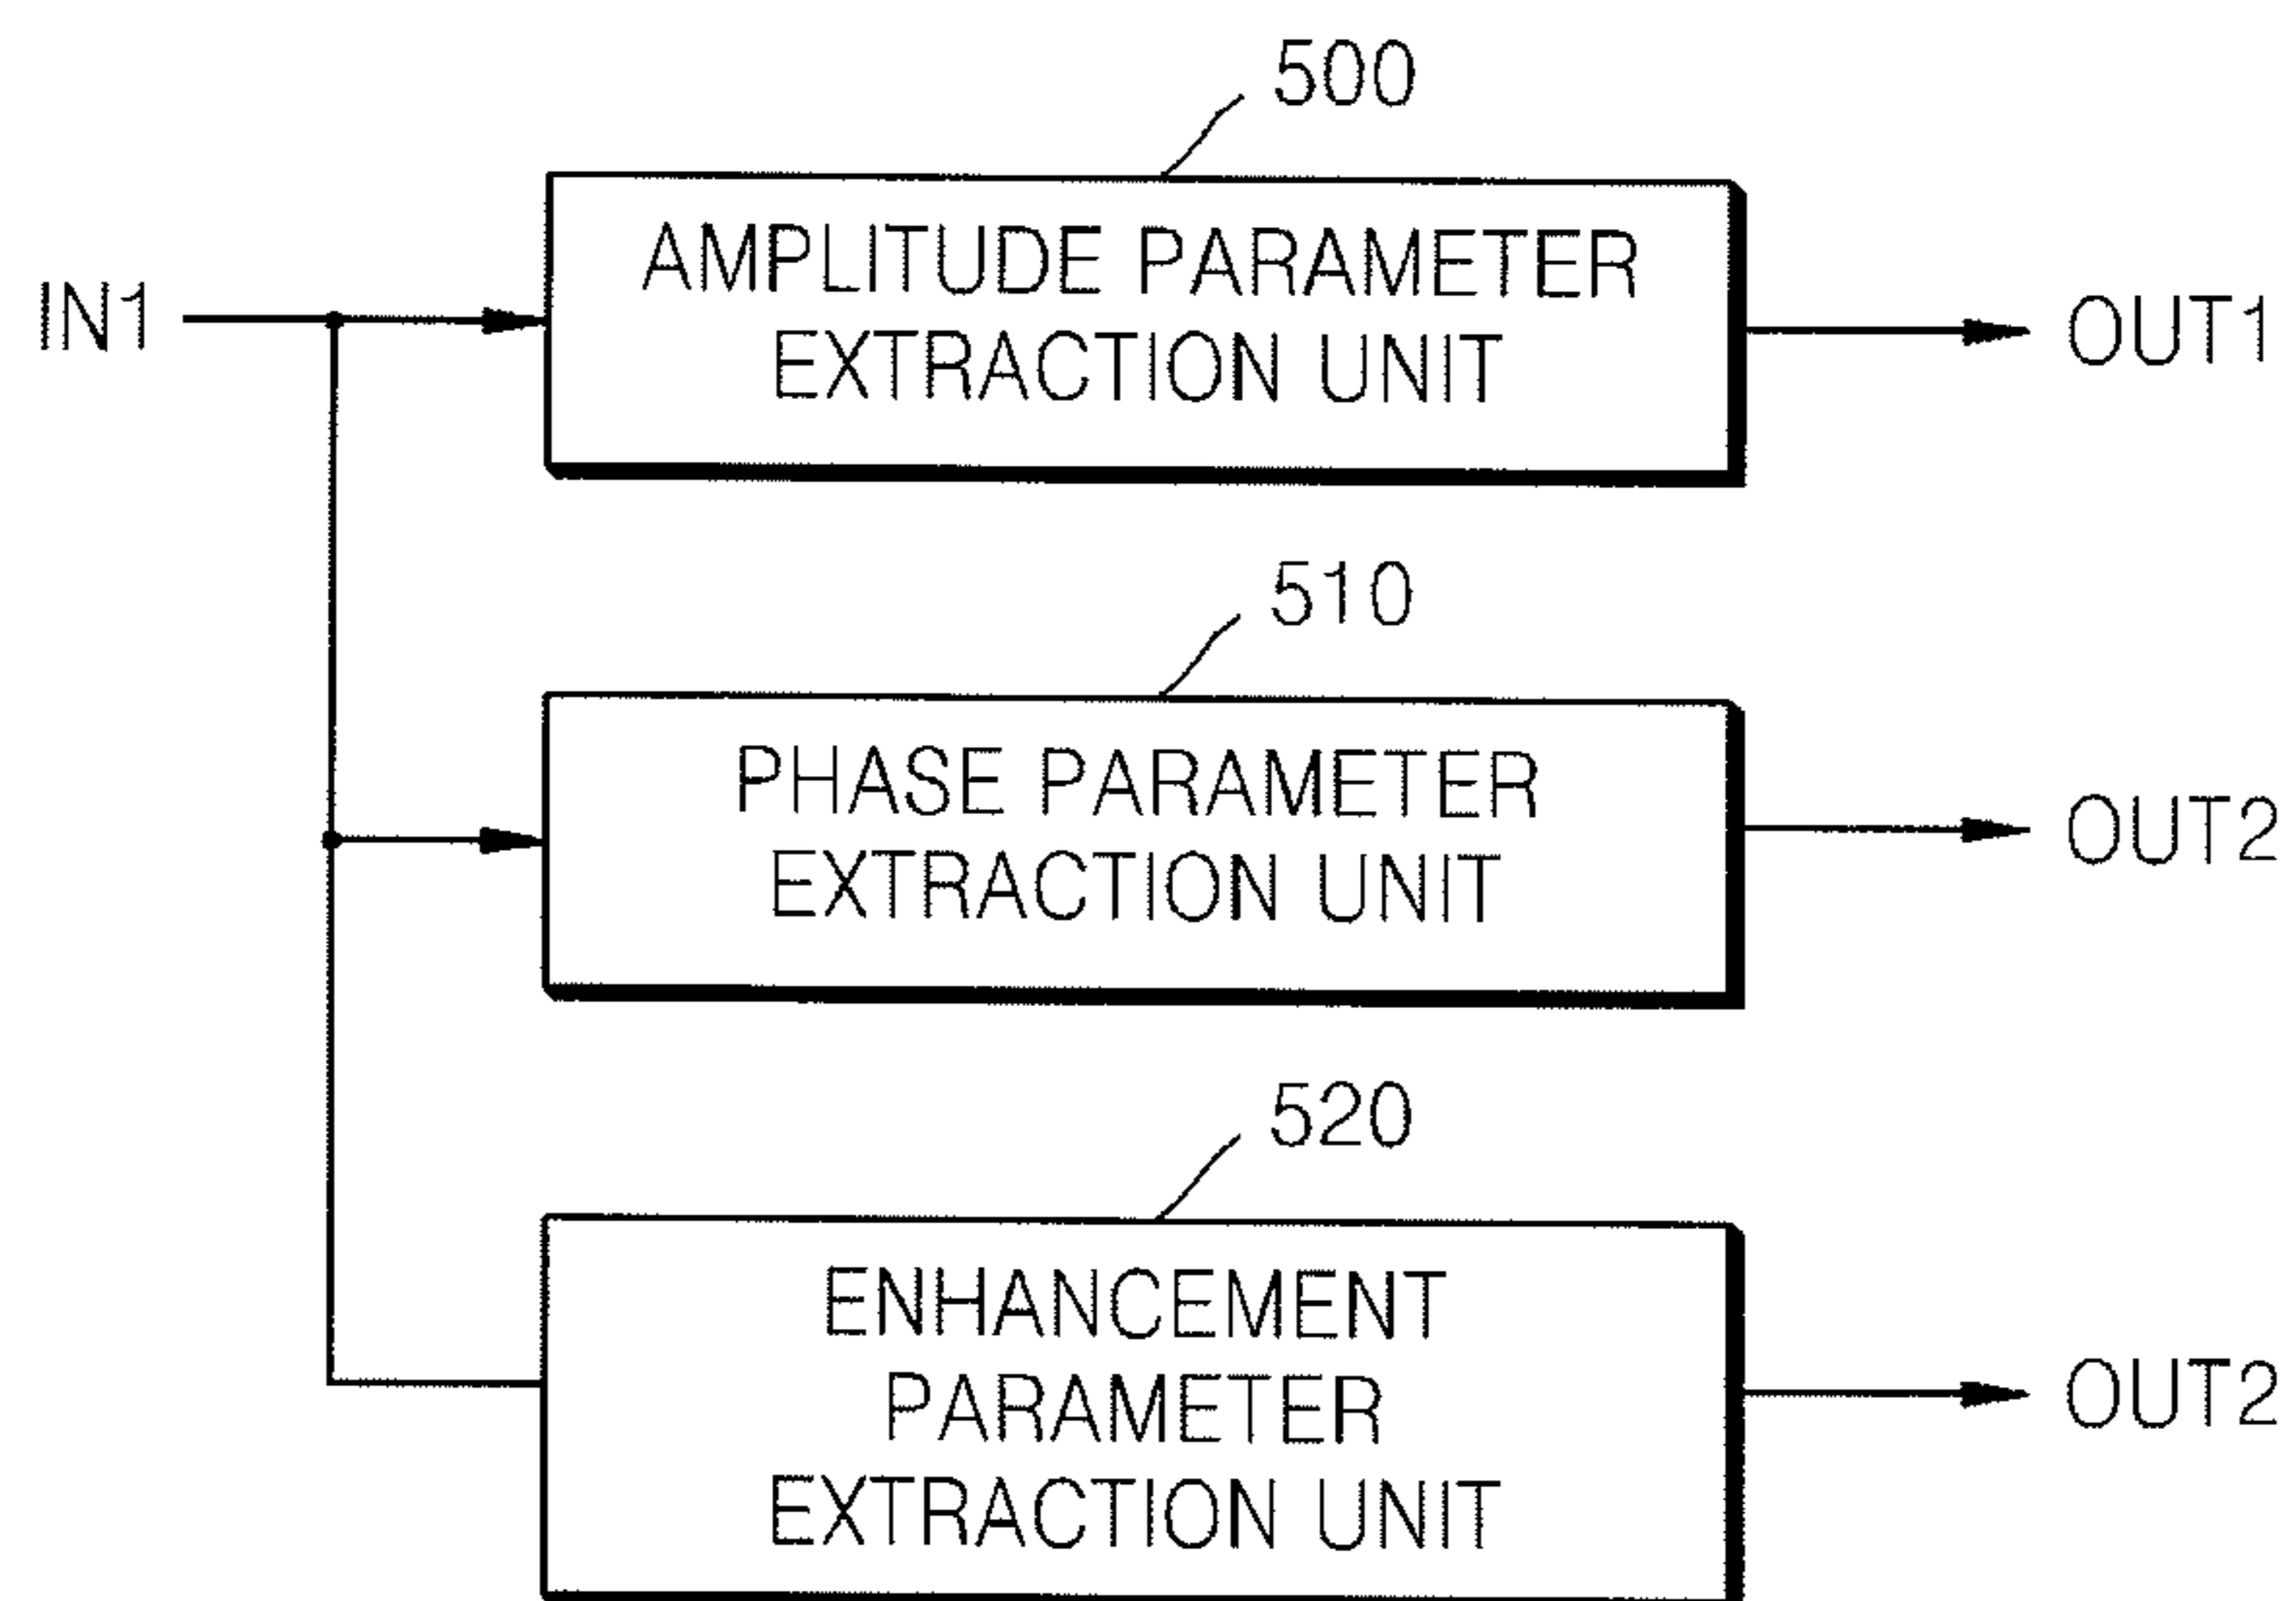 500
AMPLITUDE PARAMETER
EXTRACTION UNIT
IN1
OUT1
510
PHASE PARAMETER
EXTRACTION UNIT
OUT2
520
ENHANCEMENT
PARAMETER
EXTRACTION UNIT
OUT2